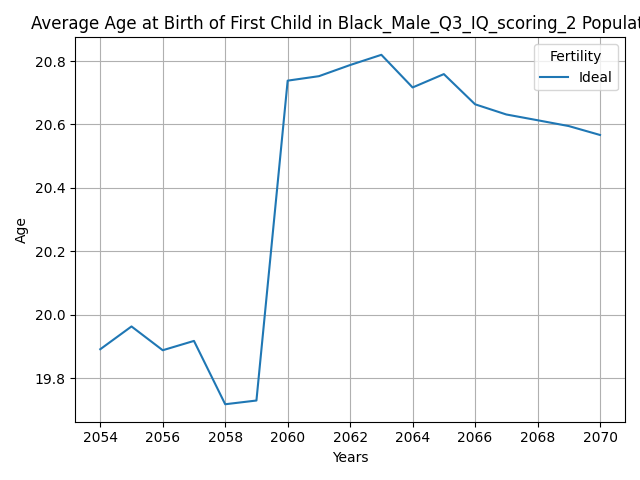 Average Age at Birth of First Child in Black_Male_Q3_IQ_scoring_2 Populat
Fertility
Ideal
20.8
20.6
20.4
20.2
20.0
19.8
Age
2054 2056 2058 2060 2062 2064 2066 2068 2070
Years